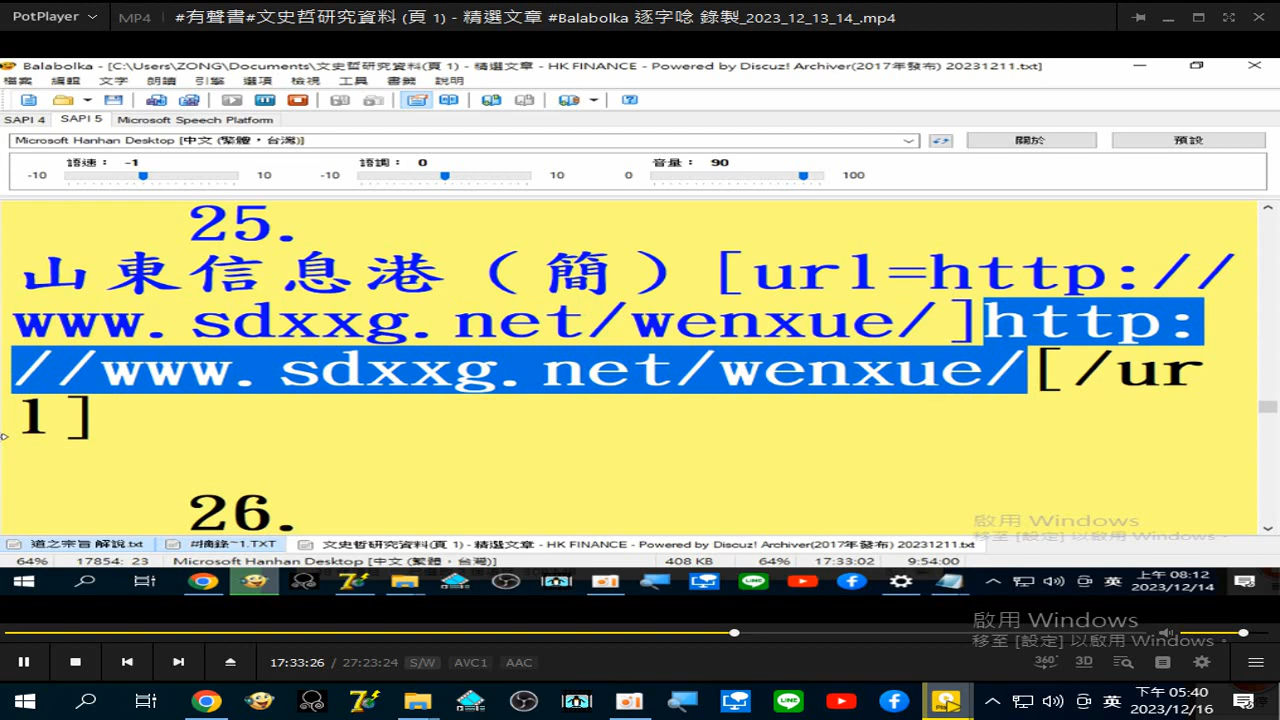 PotPlayer MP4 #有聲書#文史哲研究資料 (頁 1) - 精選文章 #Balabolka 逐字唸 錄製_2023_12_13_14_.mp4
Balabolka - [C:\Users\ZONG\Documents\文史哲研究資料(頁 1) - 精選文章 - HK FINANCE - Powered by Discuz! Archiver(2017年發布) 20231211.txt]
檔案 編輯 文字 朗讀 引擎 選項 檢視 工具 書籤 說明
SAPI 4 SAPI 5 Microsoft Speech Platform
Microsoft Hanhan Desktop [中文 (繁體，台灣)] 關於 預設
語速： -1 語調： 0 音量： 90
-10 10 -10 10 0 100
25.
山東信息港（簡）[url=http://
www.sdxxg.net/wenxue/]http:
//www.sdxxg.net/wenxue/[/ur
l]
26.
啟用 Windows
移至 [設定] 以啟用 Windows。
道之宗旨 解說.txt #摘錄~1.TXT 文史哲研究資料(頁 1) - 精選文章 - HK FINANCE - Powered by Discuz! Archiver(2017年發布) 20231211.txt
64% 17854: 23 Microsoft Hanhan Desktop [中文 (繁體，台灣)] 408 KB 64% 17:33:02 9:54:00
英 上午 08:12
2023/12/14
啟用 Windows
移至 [設定] 以啟用 Windows。
17:33:26 / 27:23:24 S/W AVC1 AAC 360° 3D
英 下午 05:40
2023/12/16